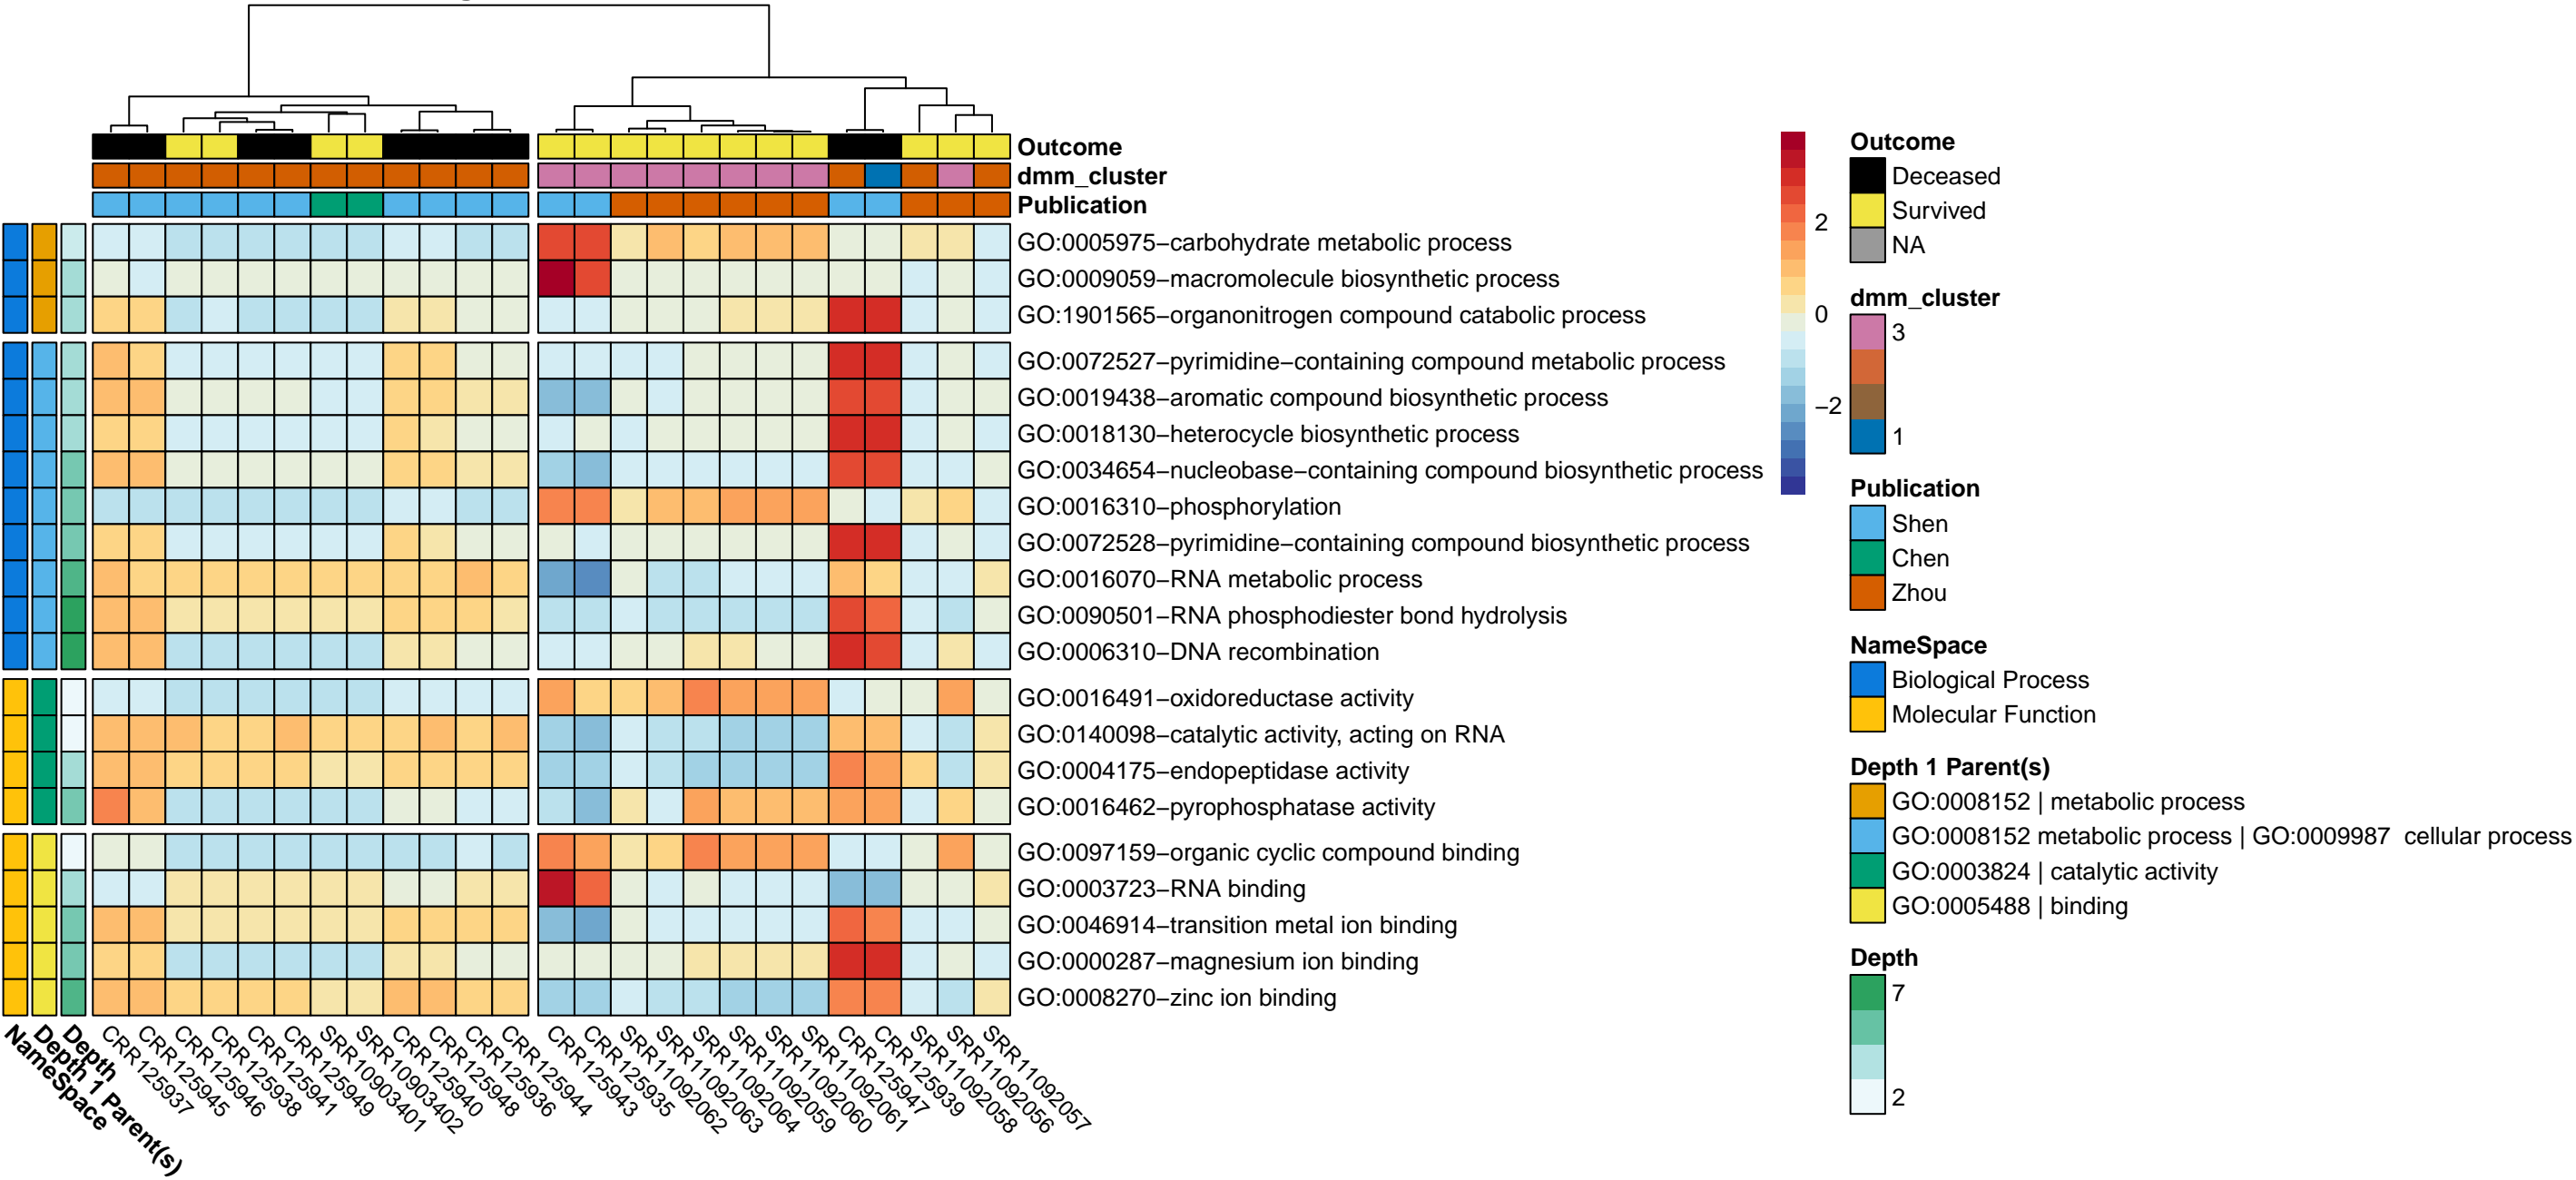 Outcome
dmm_cluster
Publication
GO:0005975−carbohydrate metabolic process
GO:0009059−macromolecule biosynthetic process
GO:1901565−organonitrogen compound catabolic process
GO:0072527−pyrimidine−containing compound metabolic process
GO:0019438−aromatic compound biosynthetic process
GO:0018130−heterocycle biosynthetic process
GO:0034654−nucleobase−containing compound biosynthetic process
GO:0016310−phosphorylation
GO:0072528−pyrimidine−containing compound biosynthetic process
GO:0016070−RNA metabolic process
GO:0090501−RNA phosphodiester bond hydrolysis
GO:0006310−DNA recombination
GO:0016491−oxidoreductase activity
GO:0140098−catalytic activity, acting on RNA
GO:0004175−endopeptidase activity
GO:0016462−pyrophosphatase activity
GO:0097159−organic cyclic compound binding
GO:0003723−RNA binding
GO:0046914−transition metal ion binding
GO:0000287−magnesium ion binding
GO:0008270−zinc ion binding
NameSpace
Depth 1 Parent(s)
Depth
CRR125937
CRR125945
CRR125946
CRR125938
CRR125941
CRR125949
SRR10903401
SRR10903402
CRR125940
CRR125948
CRR125936
CRR125944
CRR125943
CRR125935
SRR11092062
SRR11092063
SRR11092064
SRR11092059
SRR11092060
SRR11092061
CRR125947
CRR125939
SRR11092058
SRR11092056
SRR11092057
2
0
−2
Outcome
Deceased
Survived
NA
dmm_cluster
3
1
Publication
Shen
Chen
Zhou
NameSpace
Biological Process
Molecular Function
Depth 1 Parent(s)
GO:0008152 | metabolic process
GO:0008152 metabolic process | GO:0009987 cellular process
GO:0003824 | catalytic activity
GO:0005488 | binding
Depth
7
2